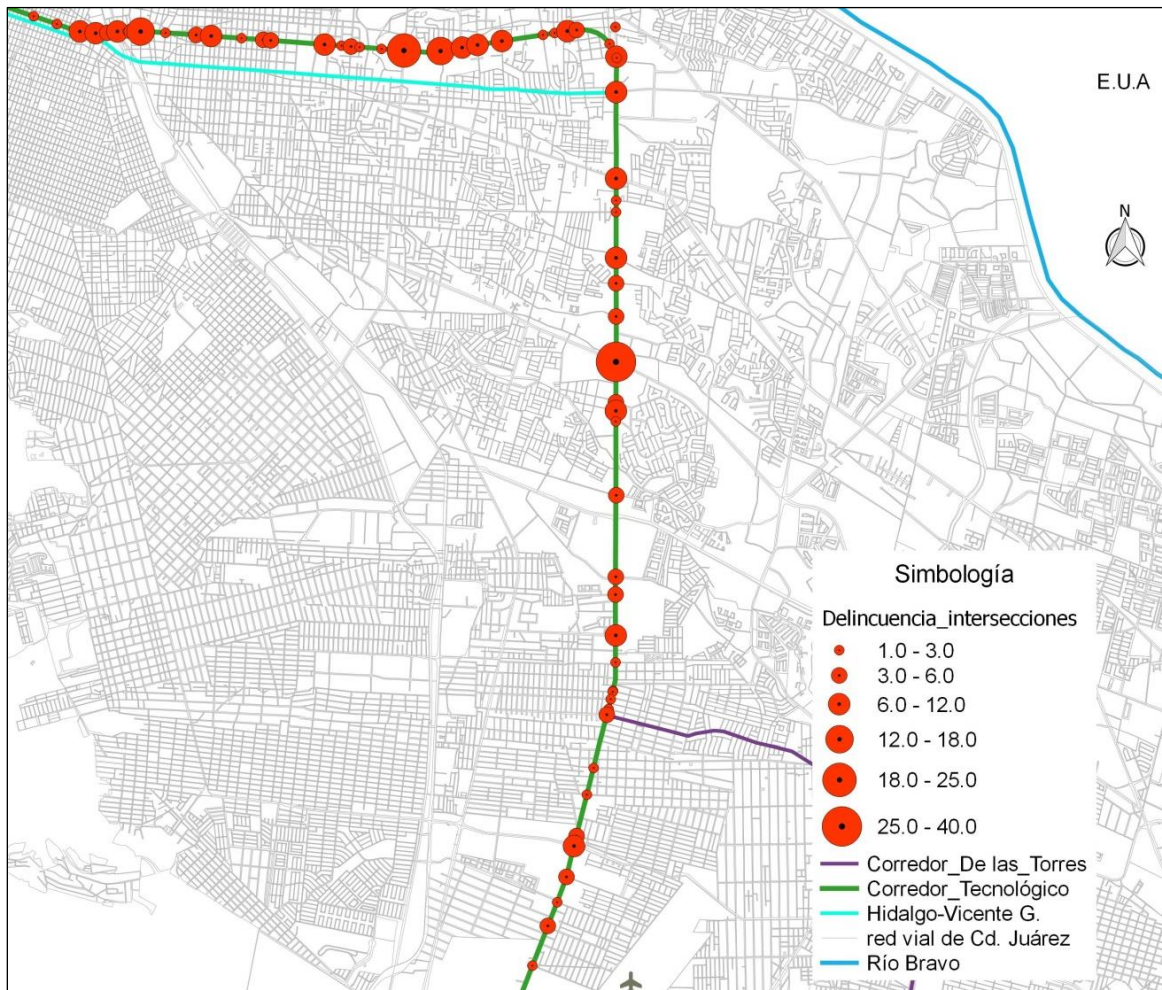 E.U.A
N
Simbología
Delincuencia_intersecciones
1.0 - 3.0
3.0 - 6.0
6.0 - 12.0
12.0 - 18.0
18.0 - 25.0
25.0 - 40.0
Corredor_De las_Torres
Corredor_Tecnológico
Hidalgo-Vicente G.
red vial de Cd. Juárez
Río Bravo